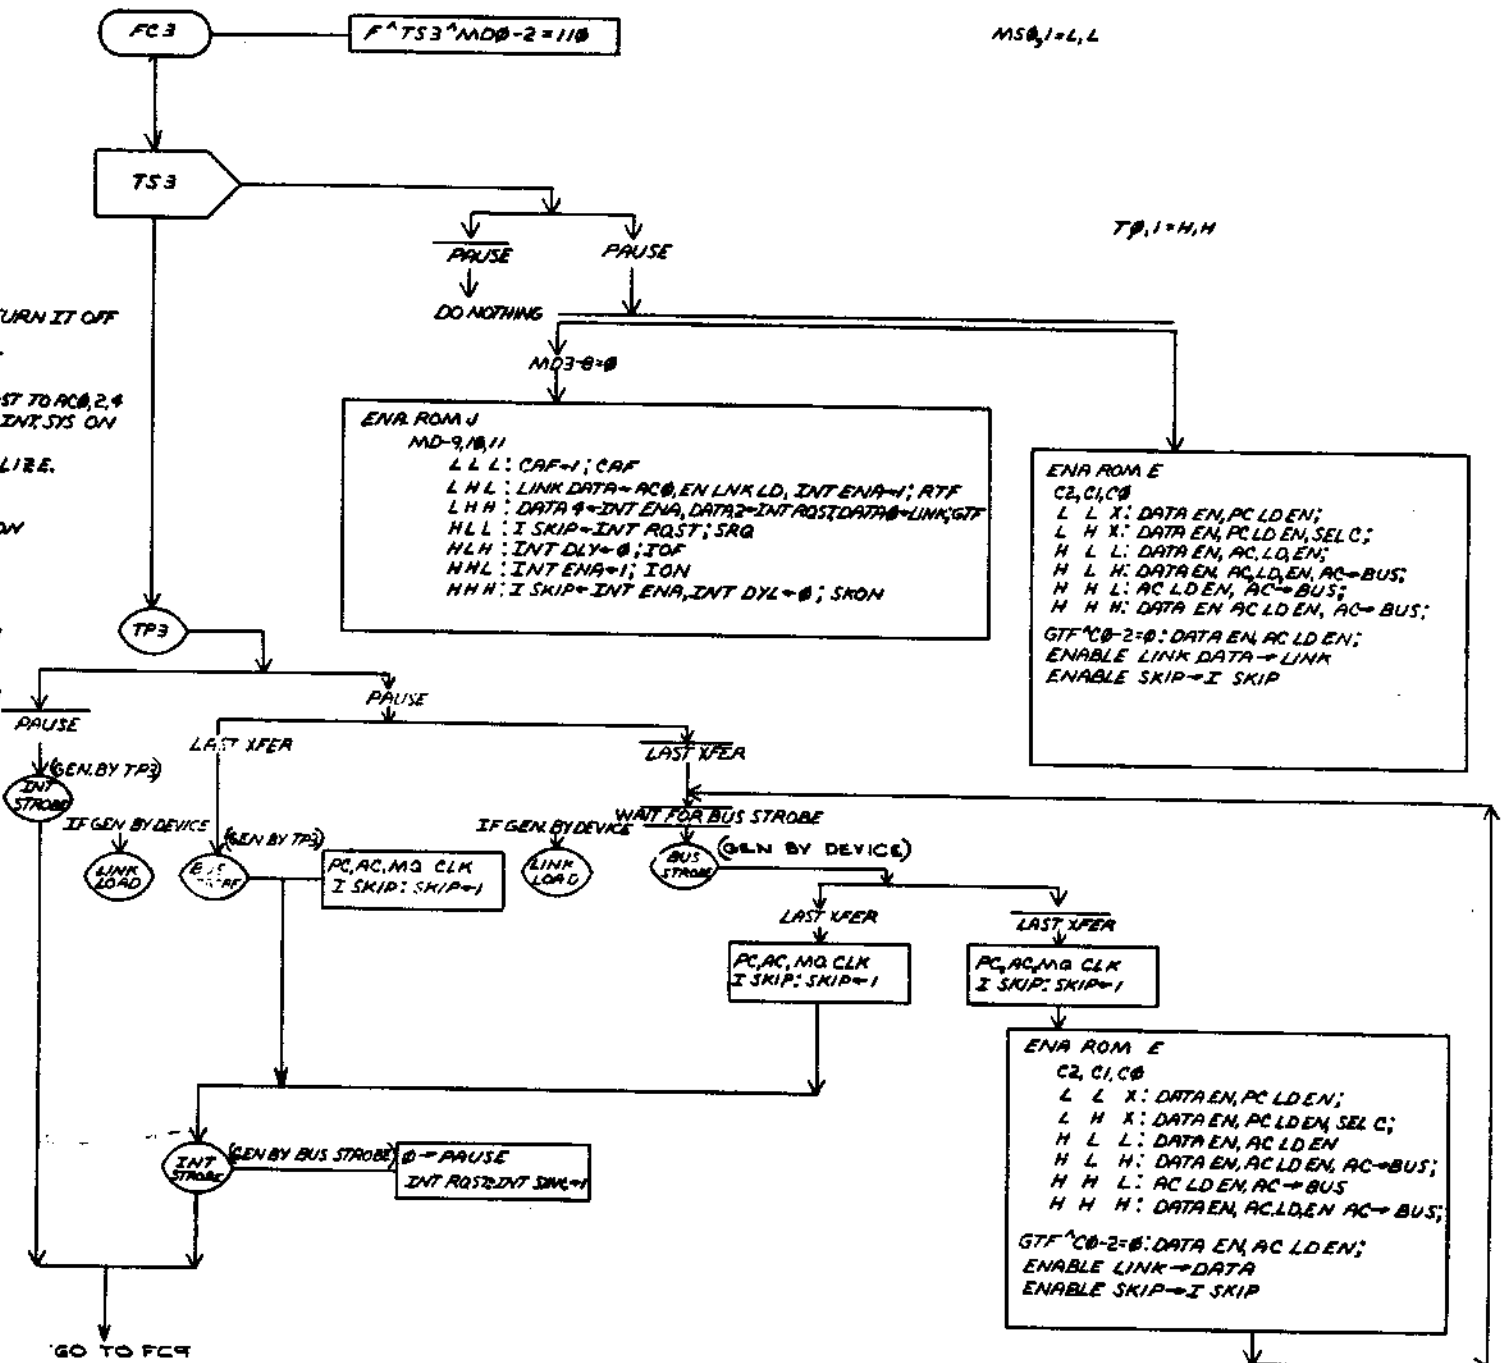 FC3
F^TS3^MDØ-2=11Ø
MSØ,1=L,L
TS3
TØ,1=H,H
PAUSE
PAUSE
DO NOTHING
TURN IT OFF
MD3-8=Ø
ST TO ACØ,2,4
INT.SYS ON
LIZE.
ON
ENA ROM J
MD-9,1Ø,11
L L L: CAF←1; CAF
L H L: LINK DATA←ACØ, EN LNK LD, INT ENA←1; RTF
L H H: DATA 4←INT ENA, DATA2←INT RQST, DATAØ←LINK; GTF
H L L: I SKIP←INT RQST; SRQ
H L H: INT DLY←Ø; IOF
H H L: INT ENA←1; ION
H H H: I SKIP←INT ENA, INT DYL←Ø; SKON
ENA ROM E
C2, C1, CØ
L L X: DATA EN, PC LD EN;
L H X: DATA EN, PC LD EN, SEL C;
H L L: DATA EN, AC, LD, EN;
H L H: DATA EN, AC, LD, EN, AC→BUS;
H H L: AC LD EN, AC→BUS;
H H H: DATA EN AC LD EN, AC→BUS;
GTF^CØ-2=Ø: DATA EN, AC LD EN;
ENABLE LINK DATA→LINK
ENABLE SKIP→I SKIP
TP3
PAUSE
PAUSE
LAST XFER
LAST XFER
(GEN. BY TP3)
INT
STROBE
IF GEN BY DEVICE
LINK
LOAD
(GEN BY TP3)
BUS
PC, AC, MQ CLK
I SKIP: SKIP←1
IF GEN. BY DEVICE
LINK
LOAD
WAIT FOR BUS STROBE
BUS
STROBE
(GEN BY DEVICE)
LAST XFER
LAST XFER
PC, AC, MQ CLK
I SKIP: SKIP←1
PC, AC, MQ CLK
I SKIP: SKIP←1
ENA ROM E
C2, C1, CØ
L L X: DATA EN, PC LD EN;
L H X: DATA EN, PC LD EN, SEL C;
H L L: DATA EN, AC LD EN
H L H: DATA EN, AC LD EN, AC→BUS;
H H L: AC LD EN, AC→BUS
H H H: DATA EN, AC, LD, EN AC→BUS;
GTF^CØ-2=Ø: DATA EN, AC LD EN;
ENABLE LINK→DATA
ENABLE SKIP→I SKIP
INT
STROBE
(GEN BY BUS STROBE)
Ø→PAUSE
INT RQST: INT
GO TO FC4